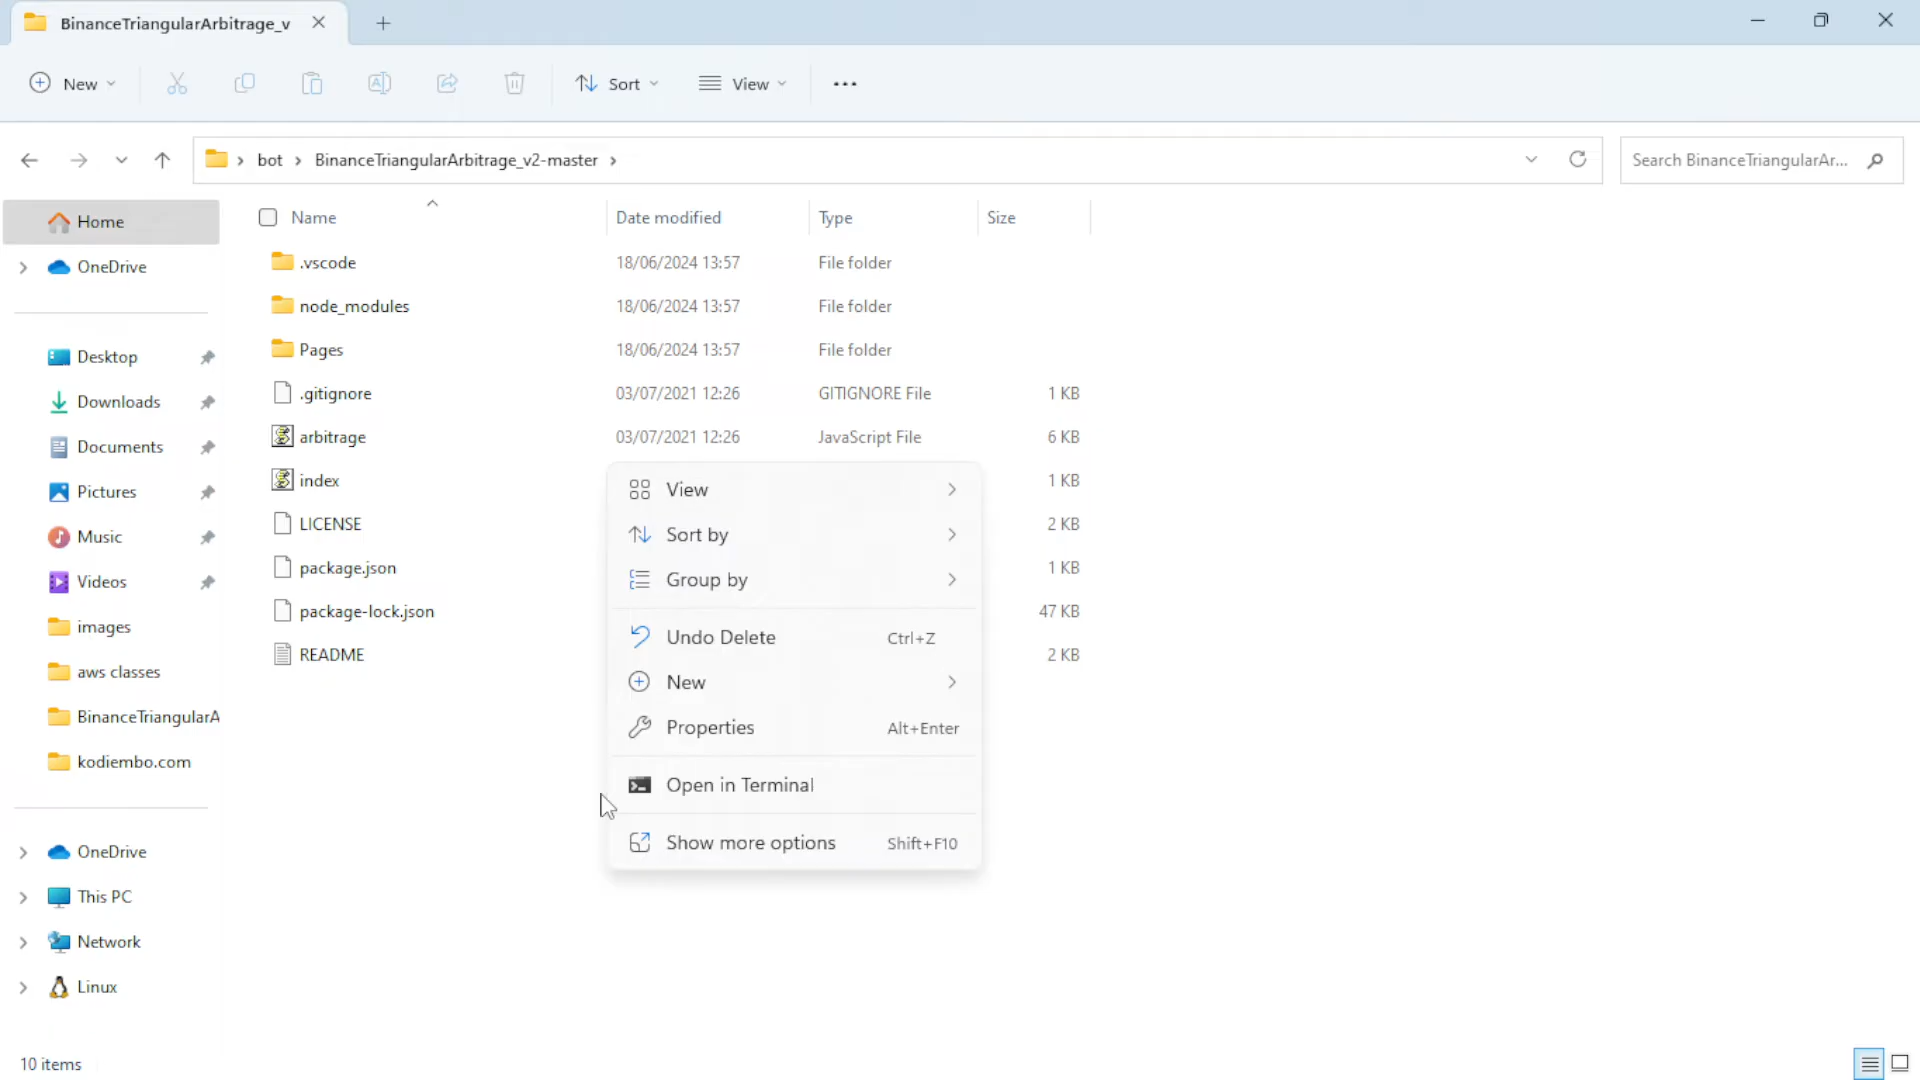 BinanceTriangularArbitrage_v
New
Sort
View
bot
BinanceTriangularArbitrage_v2-master
Search BinanceTriangularAr...
Name Date modified Type Size
Home
OneDrive
Desktop
Downloads
Documents
Pictures
Music
Videos
images
aws classes
BinanceTriangularA
kodiembo.com
OneDrive
This PC
Network
Linux
.vscode 18/06/2024 13:57 File folder
node_modules 18/06/2024 13:57 File folder
Pages 18/06/2024 13:57 File folder
.gitignore 03/07/2021 12:26 GITIGNORE File 1 KB
arbitrage 03/07/2021 12:26 JavaScript File 6 KB
index 1 KB
LICENSE 2 KB
package.json 1 KB
package-lock.json 47 KB
README 2 KB
View
Sort by
Group by
Undo Delete Ctrl+Z
New
Properties Alt+Enter
Open in Terminal
Show more options Shift+F10
10 items